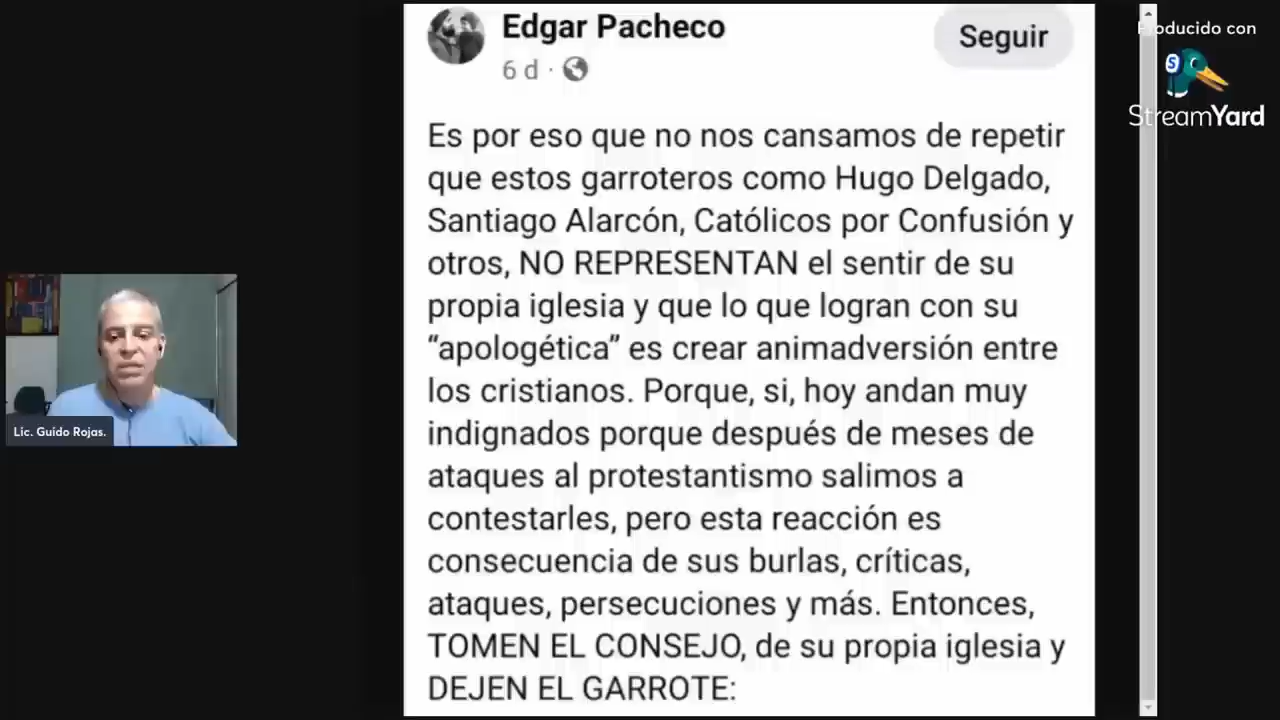 Edgar Pacheco
Seguir
6 d ·
Es por eso que no nos cansamos de repetir
que estos garroteros como Hugo Delgado,
Santiago Alarcón, Católicos por Confusión y
otros, NO REPRESENTAN el sentir de su
propia iglesia y que lo que logran con su
“apologética” es crear animadversión entre
los cristianos. Porque, si, hoy andan muy
indignados porque después de meses de
ataques al protestantismo salimos a
contestarles, pero esta reacción es
consecuencia de sus burlas, críticas,
ataques, persecuciones y más. Entonces,
TOMEN EL CONSEJO, de su propia iglesia y
DEJEN EL GARROTE:
Lic. Guido Rojas.
Producido con
S
StreamYard